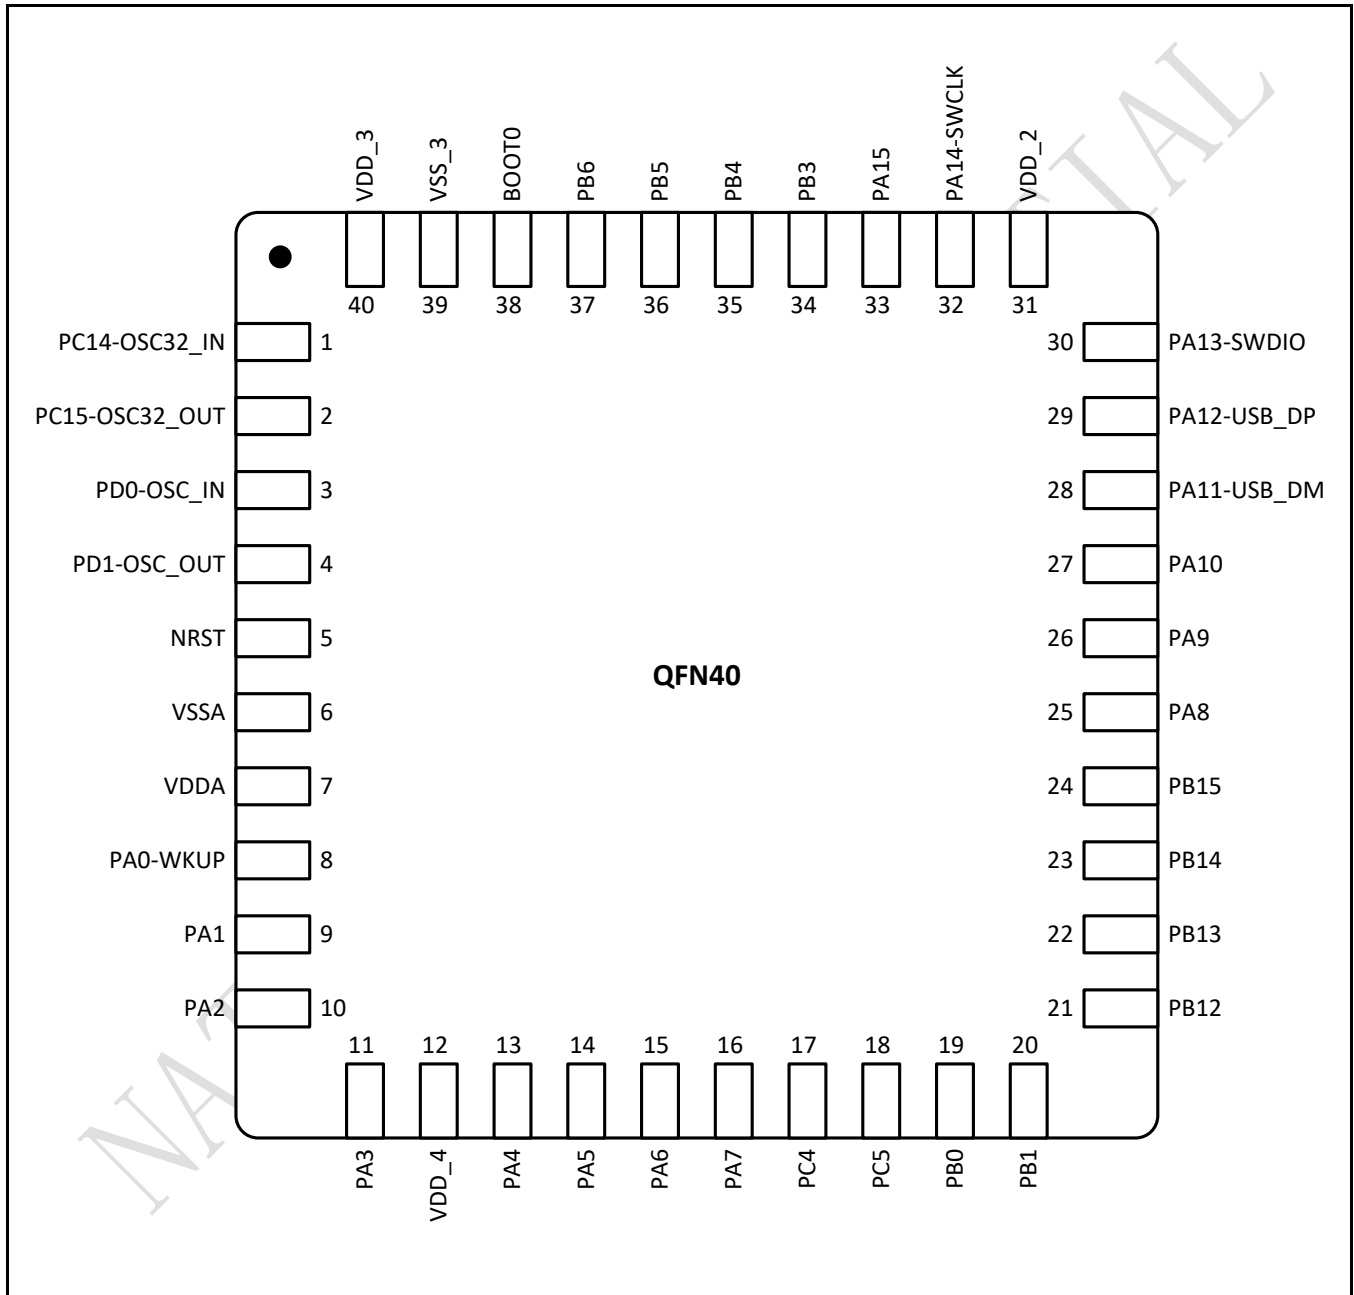 VDD_3 VSS_3 BOOT0 PB6 PB5 PB4 PB3 PA15 PA14-SWCLK VDD_2
40 39 38 37 36 35 34 33 32 31
PC14-OSC32_IN 1 30 PA13-SWDIO
PC15-OSC32_OUT 2 29 PA12-USB_DP
PD0-OSC_IN 3 28 PA11-USB_DM
PD1-OSC_OUT 4 27 PA10
NRST 5 26 PA9
QFN40
VSSA 6 25 PA8
VDDA 7 24 PB15
PA0-WKUP 8 23 PB14
PA1 9 22 PB13
PA2 10 21 PB12
11 12 13 14 15 16 17 18 19 20
PA3 VDD_4 PA4 PA5 PA6 PA7 PC4 PC5 PB0 PB1